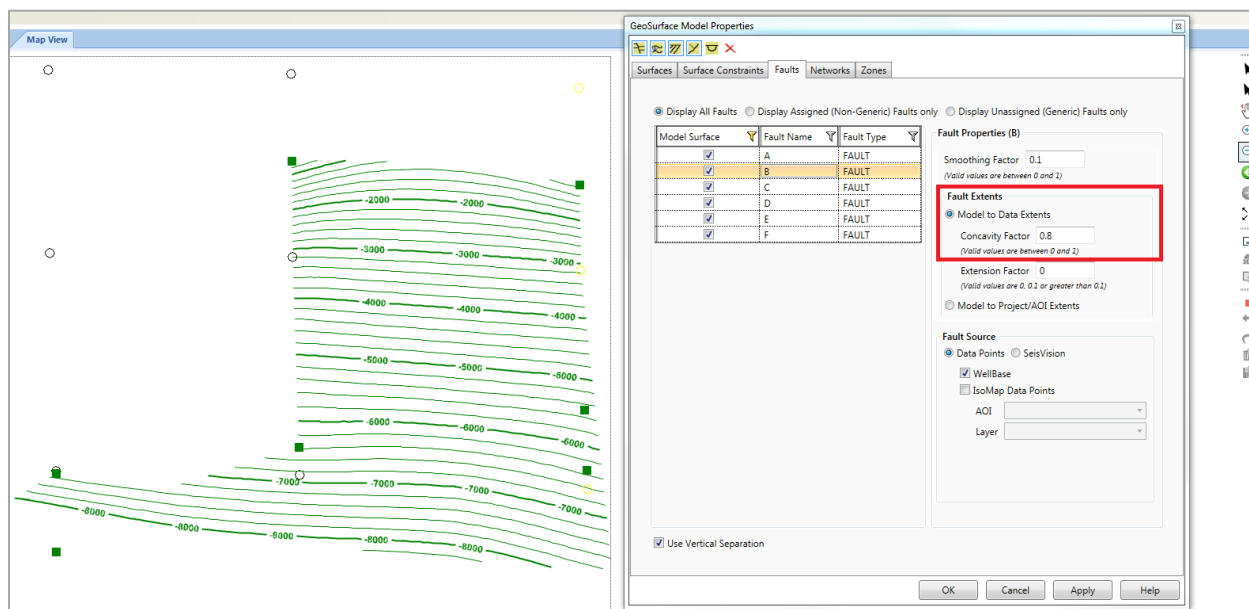 Map View
-2000
-2000
-3000
-3000
-3000
-4000
-4000
-4000
-5000
-5000
-5000
-6000
-6000
-6000
-7000
-7000
-7000
-7000
-8000
-8000
-8000
-8000
-8000
GeoSurface Model Properties
Surfaces Surface Constraints Faults Networks Zones
Display All Faults Display Assigned (Non-Generic) Faults only Display Unassigned (Generic) Faults only
Model Surface Fault Name Fault Type
A FAULT
B FAULT
C FAULT
D FAULT
E FAULT
F FAULT
Fault Properties (B)
Smoothing Factor 0.1
(Valid values are between 0 and 1)
Fault Extents
Model to Data Extents
Concavity Factor 0.8
(Valid values are between 0 and 1)
Extension Factor 0
(Valid values are 0, 0.1 or greater than 0.1)
Model to Project/AOI Extents
Fault Source
Data Points SeisVision
WellBase
IsoMap Data Points
AOI
Layer
Use Vertical Separation
OK Cancel Apply Help